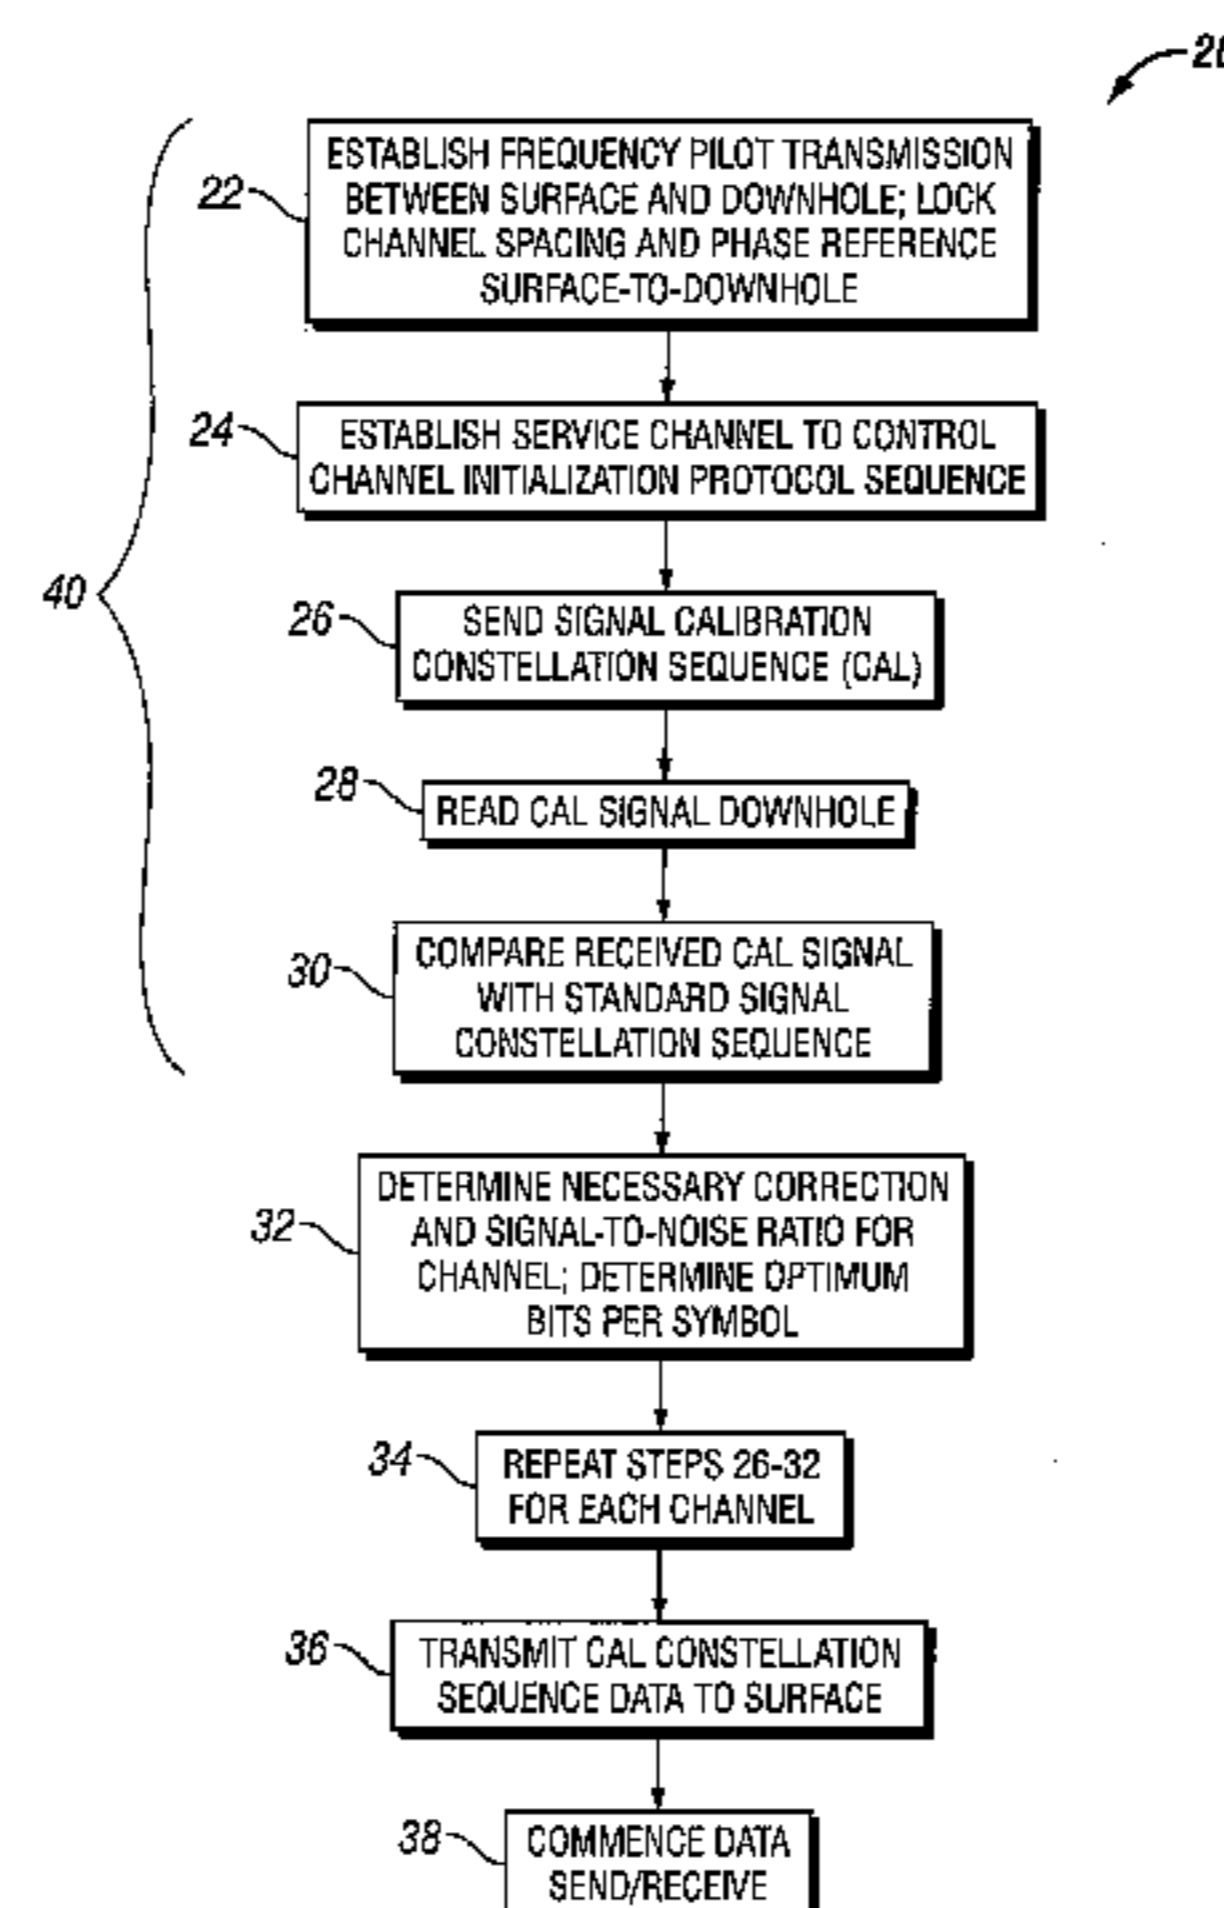 22
ESTABLISH FREQUENCY PILOT TRANSMISSION
BETWEEN SURFACE AND DOWNHOLE; LOCK
CHANNEL SPACING AND PHASE REFERENCE
SURFACE-TO-DOWNHOLE
24
ESTABLISH SERVICE CHANNEL TO CONTROL
CHANNEL INITIALIZATION PROTOCOL SEQUENCE
40
26
SEND SIGNAL CALIBRATION
CONSTELLATION SEQUENCE (CAL)
28
READ CAL SIGNAL DOWNHOLE
30
COMPARE RECEIVED CAL SIGNAL
WITH STANDARD SIGNAL
CONSTELLATION SEQUENCE
32
DETERMINE NECESSARY CORRECTION
AND SIGNAL-TO-NOISE RATIO FOR
CHANNEL; DETERMINE OPTIMUM
BITS PER SYMBOL
34
REPEAT STEPS 26-32
FOR EACH CHANNEL
36
TRANSMIT CAL CONSTELLATION
SEQUENCE DATA TO SURFACE
38
COMMENCE DATA
SEND/RECEIVE